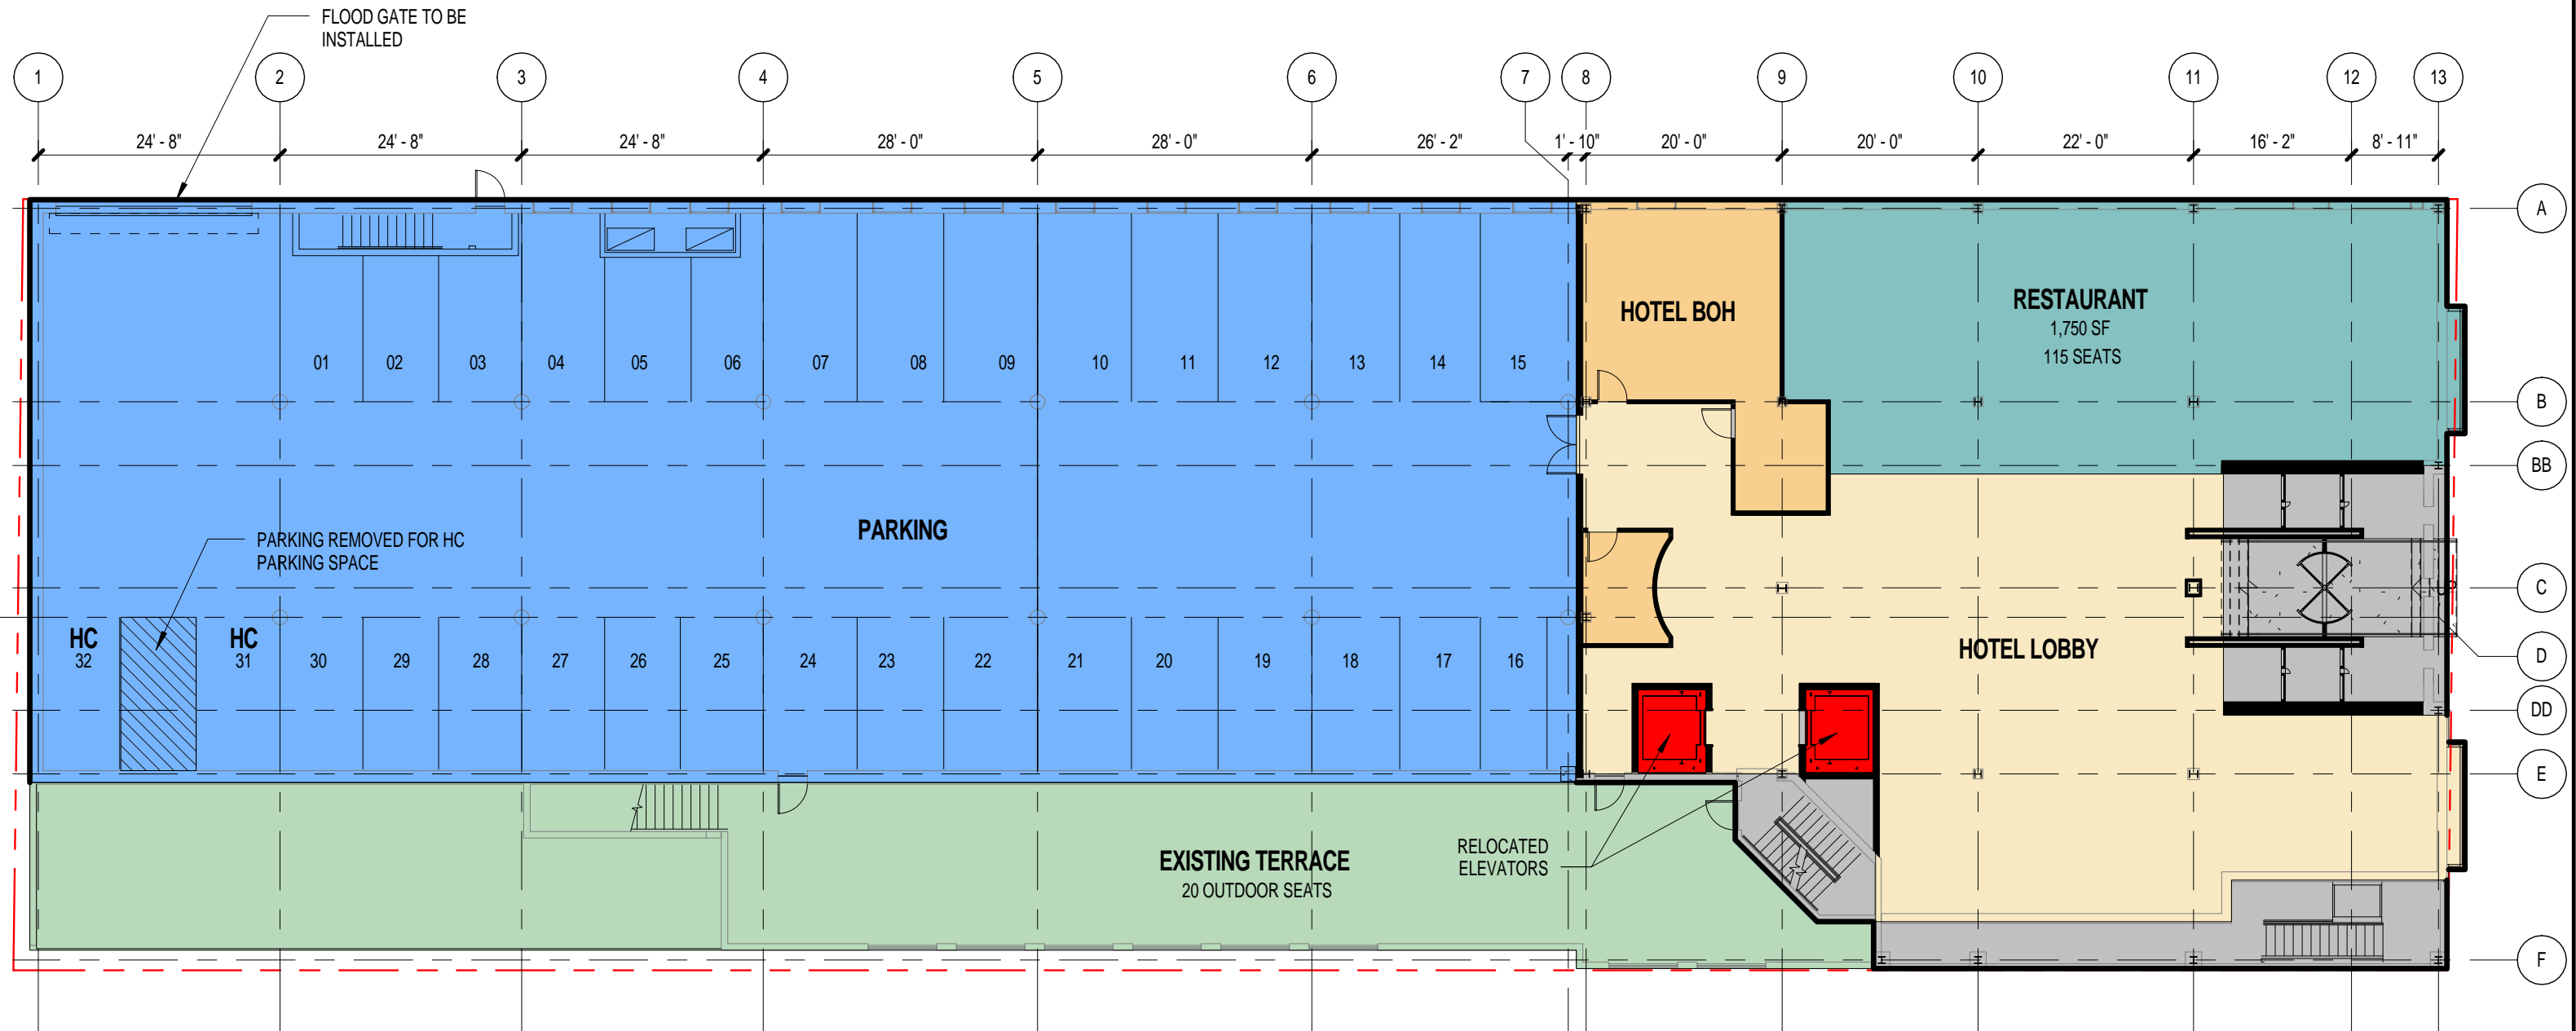 FLOOD GATE TO BE
INSTALLED
1
2
3
4
5
6
7
8
9
10
11
12
13
24' - 8"
24' - 8"
24' - 8"
28' - 0"
28' - 0"
26' - 2"
1' - 10"
20' - 0"
20' - 0"
22' - 0"
16' - 2"
8' - 11"
A
B
BB
C
D
DD
E
F
HOTEL BOH
RESTAURANT
1,750 SF
115 SEATS
01
02
03
04
05
06
07
08
09
10
11
12
13
14
15
PARKING
PARKING REMOVED FOR HC
PARKING SPACE
HC
32
HC
31
30
29
28
27
26
25
24
23
22
21
20
19
18
17
16
HOTEL LOBBY
RELOCATED
ELEVATORS
EXISTING TERRACE
20 OUTDOOR SEATS